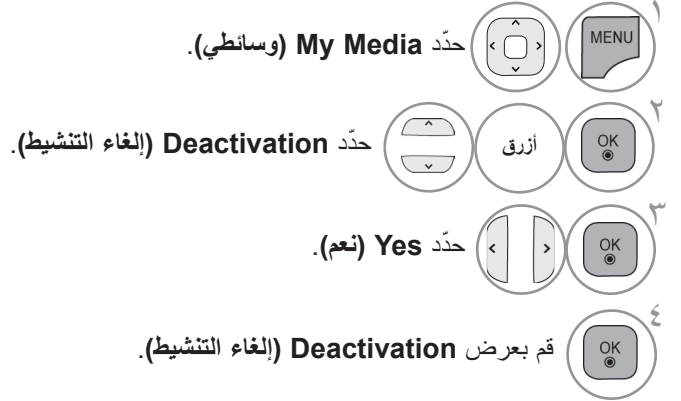 ١ MENU حدّد My Media (وسائطي).
٢ OK أزرق حدّد Deactivation (إلغاء التنشيط).
٣ OK حدّد Yes (نعم).
٤ OK قم بعرض Deactivation (إلغاء التنشيط).